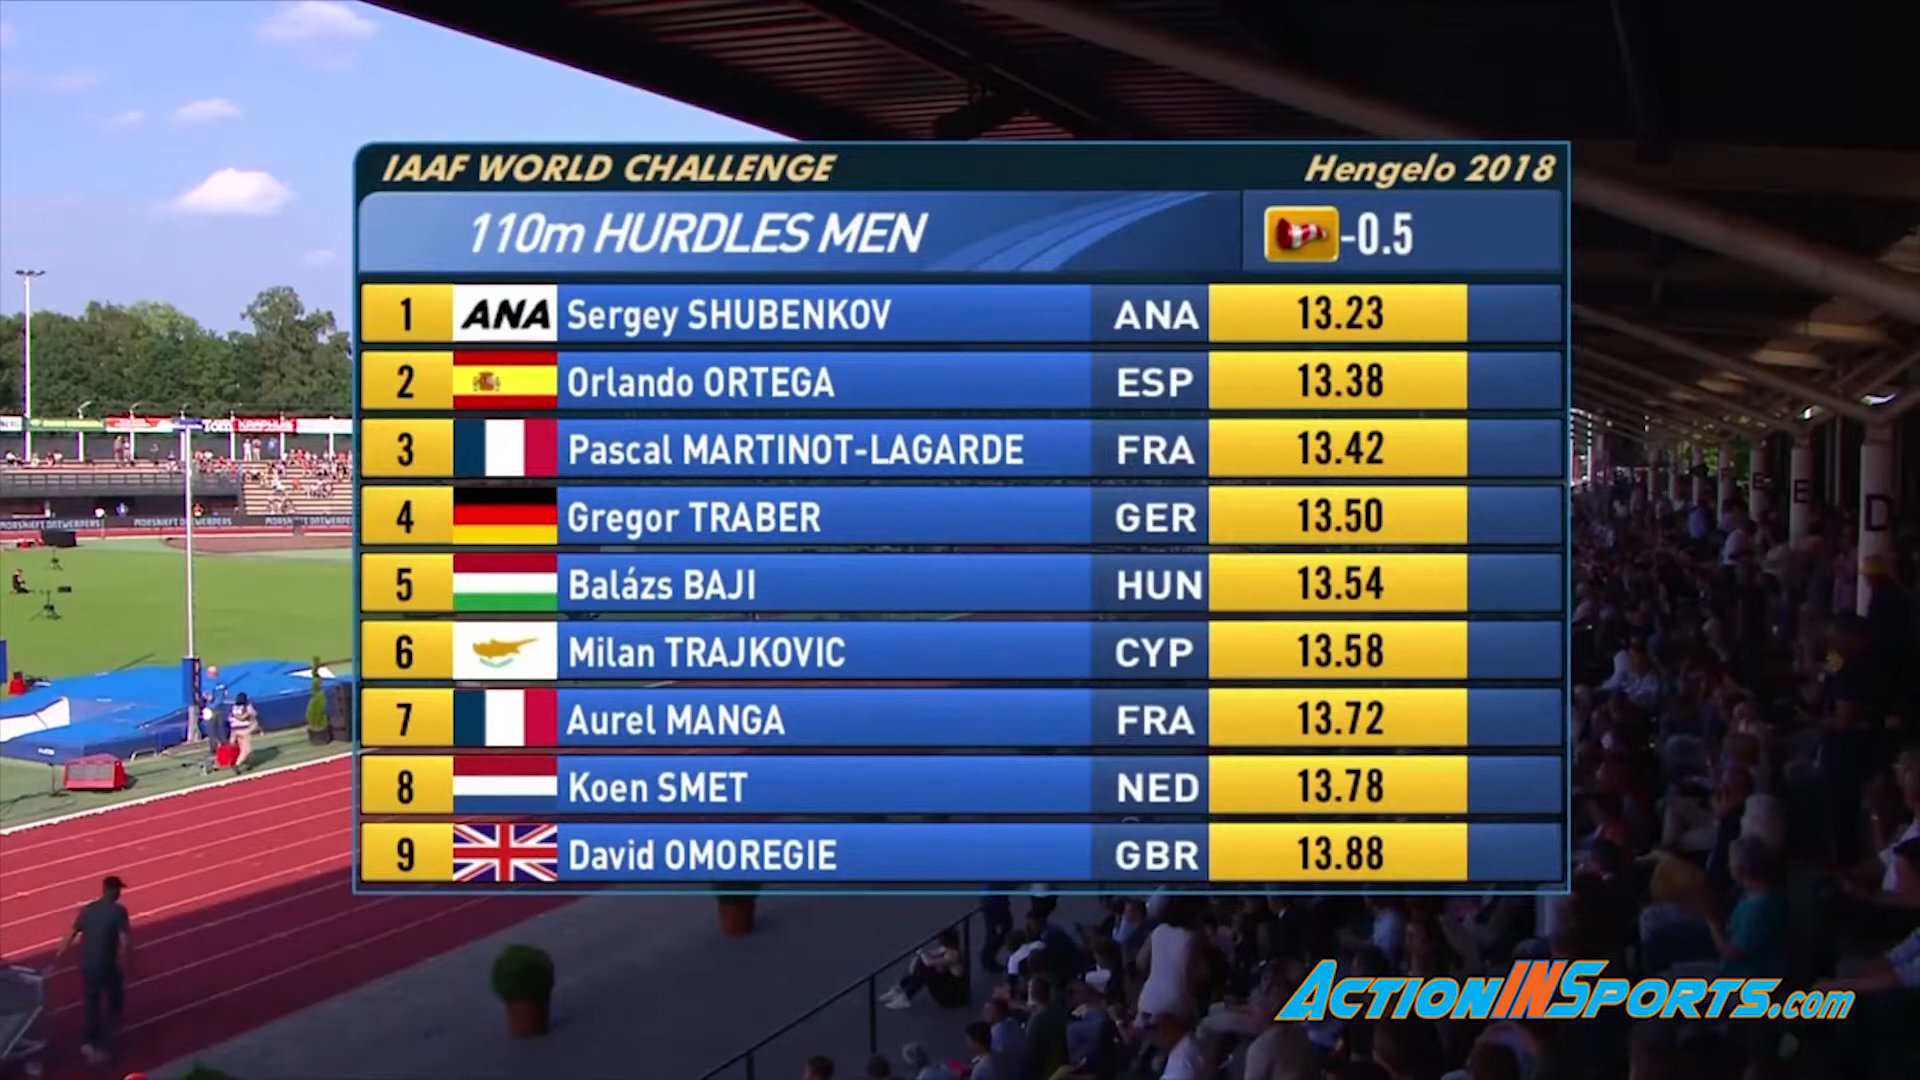 IAAF WORLD CHALLENGE Hengelo 2018
110m HURDLES MEN -0.5
1 ANA Sergey SHUBENKOV ANA 13.23
2 Orlando ORTEGA ESP 13.38
3 Pascal MARTINOT-LAGARDE FRA 13.42
4 Gregor TRABER GER 13.50
5 Balázs BAJI HUN 13.54
6 Milan TRAJKOVIC CYP 13.58
7 Aurel MANGA FRA 13.72
8 Koen SMET NED 13.78
9 David OMOREGIE GBR 13.88
E
D
ACTIONINSPORTS.com